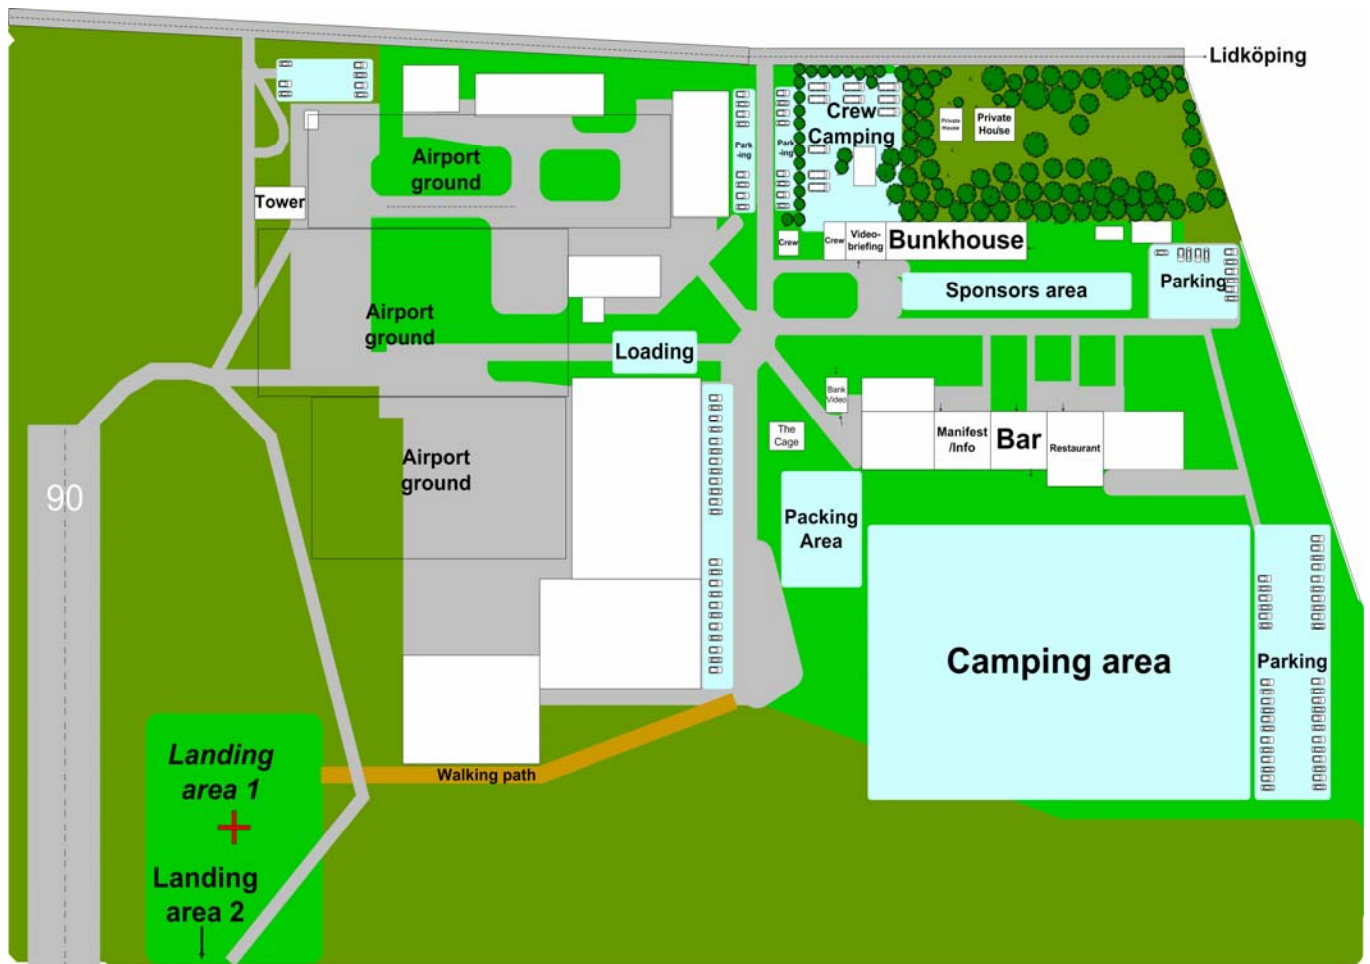 Lidköping
Crew
Camping
Private
House
Private
House
Park
-ing
Park
-ing
Airport
ground
Tower
Crew
Crew
Video-
briefing
Bunkhouse
Sponsors area
Parking
Airport
ground
Loading
Bank
Video
The
Cage
Manifest
/Info
Bar
Restaurant
Airport
ground
90
Packing
Area
Camping area
Parking
Landing
area 1
Walking path
Landing
area 2